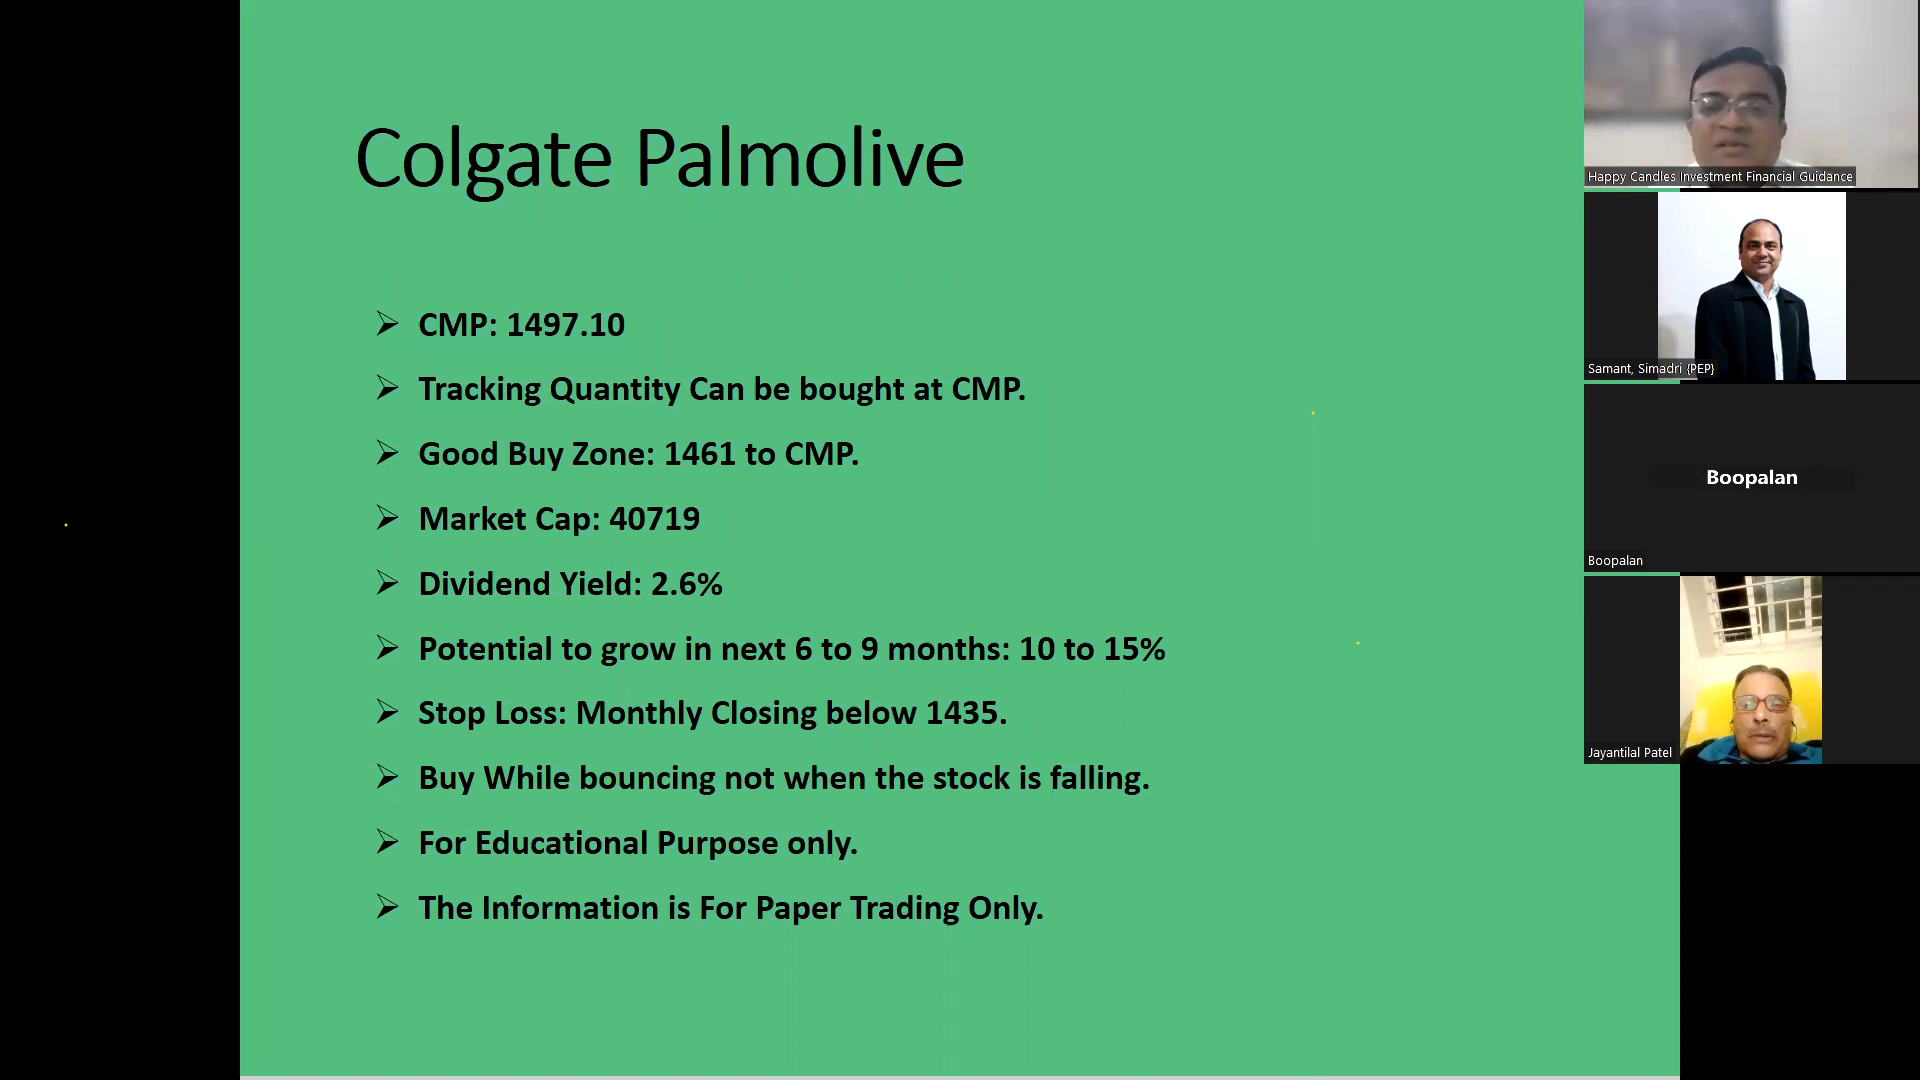 Colgate Palmolive
CMP: 1497.10
Tracking Quantity Can be bought at CMP.
Good Buy Zone: 1461 to CMP.
Market Cap: 40719
Dividend Yield: 2.6%
Potential to grow in next 6 to 9 months: 10 to 15%
Stop Loss: Monthly Closing below 1435.
Buy While bouncing not when the stock is falling.
For Educational Purpose only.
The Information is For Paper Trading Only.
Happy Candles Investment Financial Guidance
Samant, Simadri {PEP}
Boopalan
Boopalan
Jayantilal Patel